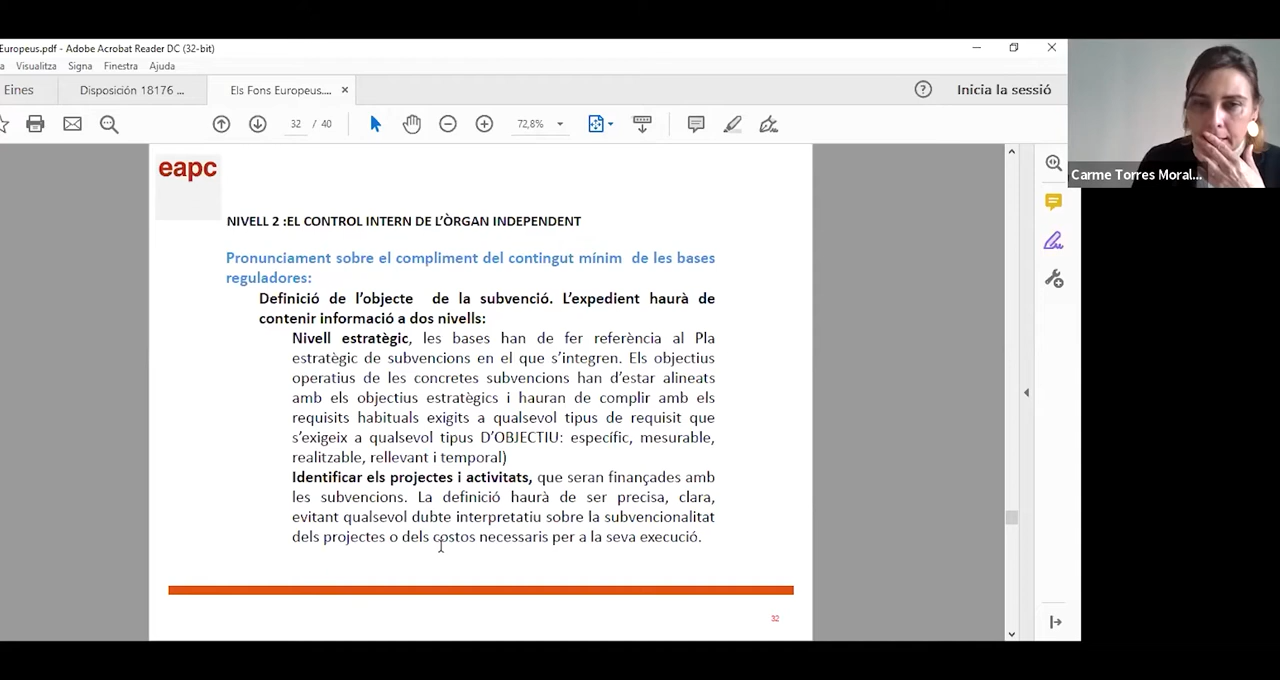 Europeus.pdf - Adobe Acrobat Reader DC (32-bit)
a Visualitza Signa Finestra Ajuda
Eines Disposición 18176 ... Els Fons Europeus.... × Inicia la sessió
32 / 40 72,8%
Carme Torres Moral...
eapc
NIVELL 2 :EL CONTROL INTERN DE L'ÒRGAN INDEPENDENT
Pronunciament sobre el compliment del contingut mínim de les bases
reguladores:
Definició de l'objecte de la subvenció. L'expedient haurà de
contenir informació a dos nivells:
Nivell estratègic, les bases han de fer referència al Pla
estratègic de subvencions en el que s'integren. Els objectius
operatius de les concretes subvencions han d'estar alineats
amb els objectius estratègics i hauran de complir amb els
requisits habituals exigits a qualsevol tipus de requisit que
s'exigeix a qualsevol tipus D'OBJECTIU: específic, mesurable,
realitzable, rellevant i temporal)
Identificar els projectes i activitats, que seran finançades amb
les subvencions. La definició haurà de ser precisa, clara,
evitant qualsevol dubte interpretatiu sobre la subvencionalitat
dels projectes o dels costos necessaris per a la seva execució.
32